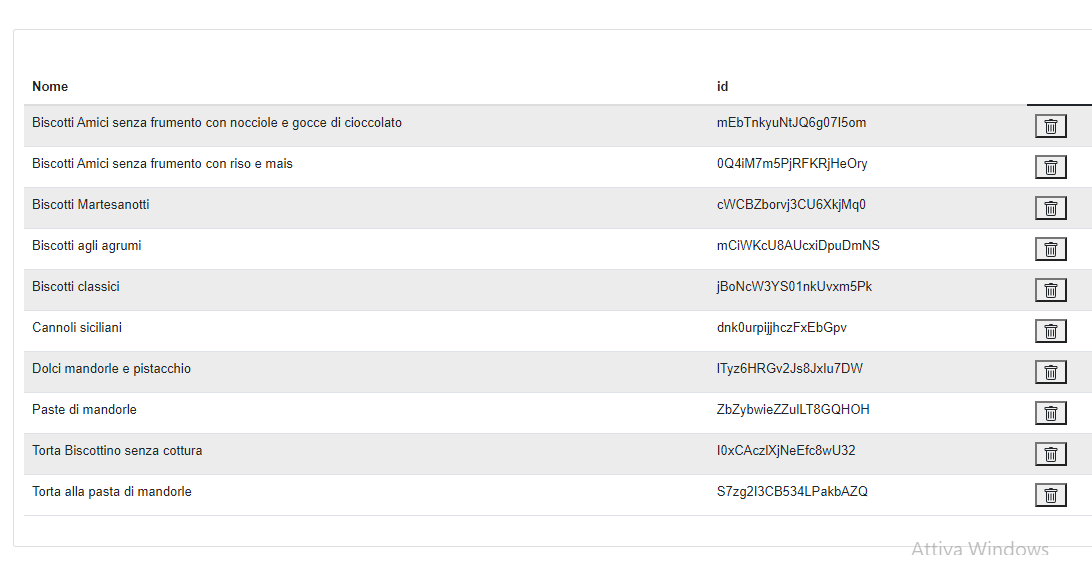 Nome id
Biscotti Amici senza frumento con nocciole e gocce di cioccolato mEbTnkyuNtJQ6g07I5om
Biscotti Amici senza frumento con riso e mais 0Q4iM7m5PjRFKRjHeOry
Biscotti Martesanotti cWCBZborvj3CU6XkjMq0
Biscotti agli agrumi mCiWKcU8AUcxiDpuDmNS
Biscotti classici jBoNcW3YS01nkUvxm5Pk
Cannoli siciliani dnk0urpijjhczFxEbGpv
Dolci mandorle e pistacchio lTyz6HRGv2Js8JxIu7DW
Paste di mandorle ZbZybwieZZulLT8GQHOH
Torta Biscottino senza cottura I0xCAczlXjNeEfc8wU32
Torta alla pasta di mandorle S7zg2I3CB534LPakbAZQ
Attiva Windows